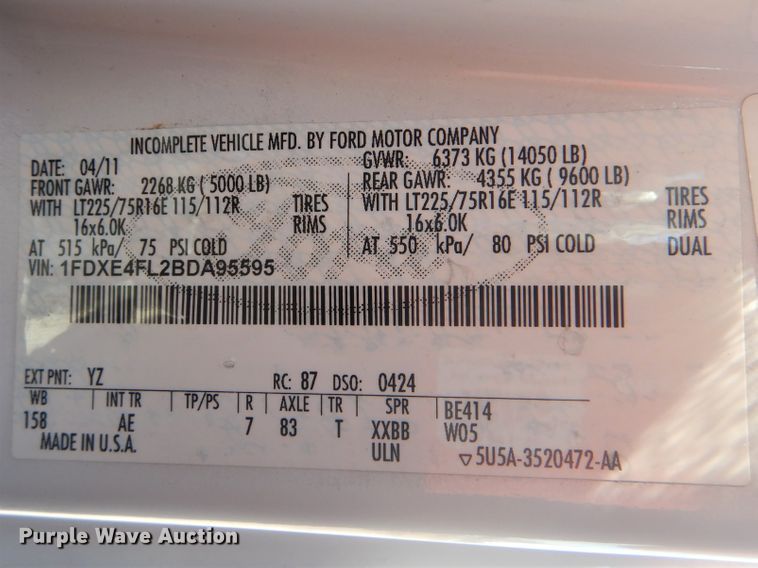 INCOMPLETE VEHICLE MFD. BY FORD MOTOR COMPANY
DATE: 04/11 GVWR: 6373 KG (14050 LB)
FRONT GAWR: 2268 KG ( 5000 LB) REAR GAWR: 4355 KG ( 9600 LB)
WITH LT225/75R16E 115/112R TIRES WITH LT225/75R16E 115/112R TIRES
16x6.0K RIMS 16x6.0K RIMS
AT 515 kPa/ 75 PSI COLD AT 550 kPa/ 80 PSI COLD DUAL
VIN: 1FDXE4FL2BDA95595
EXT PNT: YZ RC: 87 DSO: 0424
WB INT TR TP/PS R AXLE TR SPR BE414
158 AE 7 83 T XXBB W05
MADE IN U.S.A. ULN ▽5U5A-3520472-AA
Purple Wave Auction